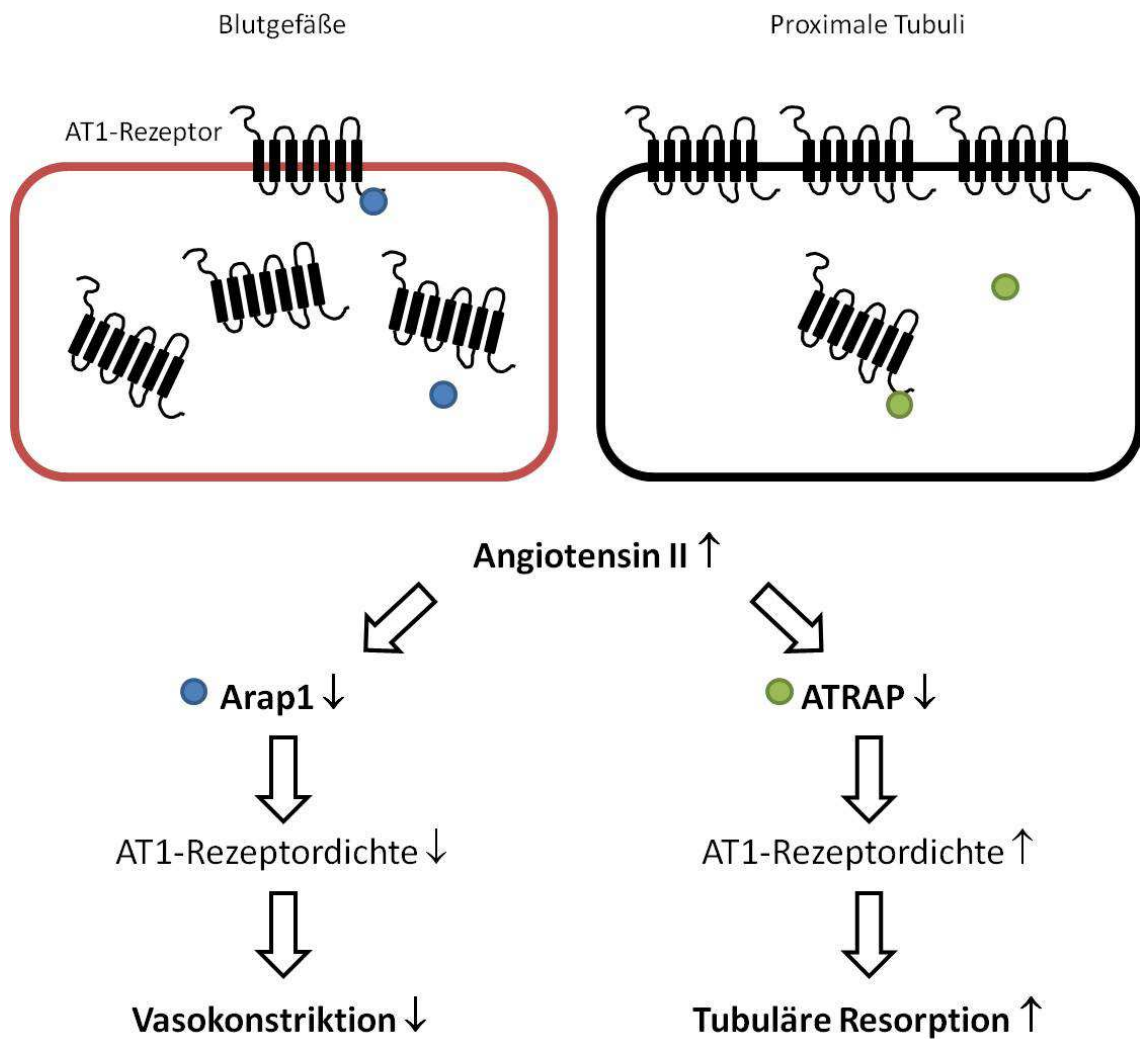 Blutgefäße
Proximale Tubuli
AT1-Rezeptor
Angiotensin II ↑
Arap1 ↓
ATRAP ↓
AT1-Rezeptordichte ↓
AT1-Rezeptordichte ↑
Vasokonstriktion ↓
Tubuläre Resorption ↑